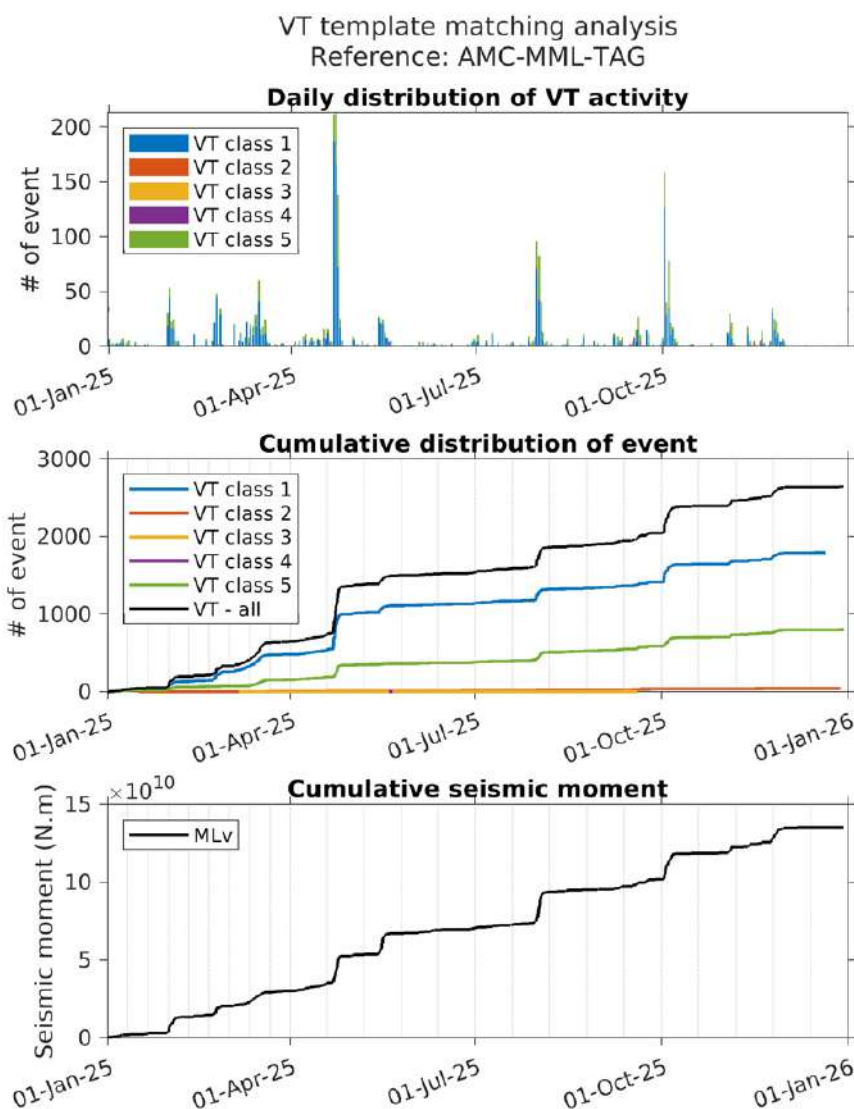 VT template matching analysis
Reference: AMC-MML-TAG
Daily distribution of VT activity
# of event
200
150
100
50
0
VT class 1
VT class 2
VT class 3
VT class 4
VT class 5
01-Jan-25
01-Apr-25
01-Jul-25
01-Oct-25
Cumulative distribution of event
# of event
3000
2000
1000
0
VT class 1
VT class 2
VT class 3
VT class 4
VT class 5
VT - all
01-Jan-25
01-Apr-25
01-Jul-25
01-Oct-25
01-Jan-26
Cumulative seismic moment
×10^10
Seismic moment (N.m)
15
10
5
0
MLv
01-Jan-25
01-Apr-25
01-Jul-25
01-Oct-25
01-Jan-26